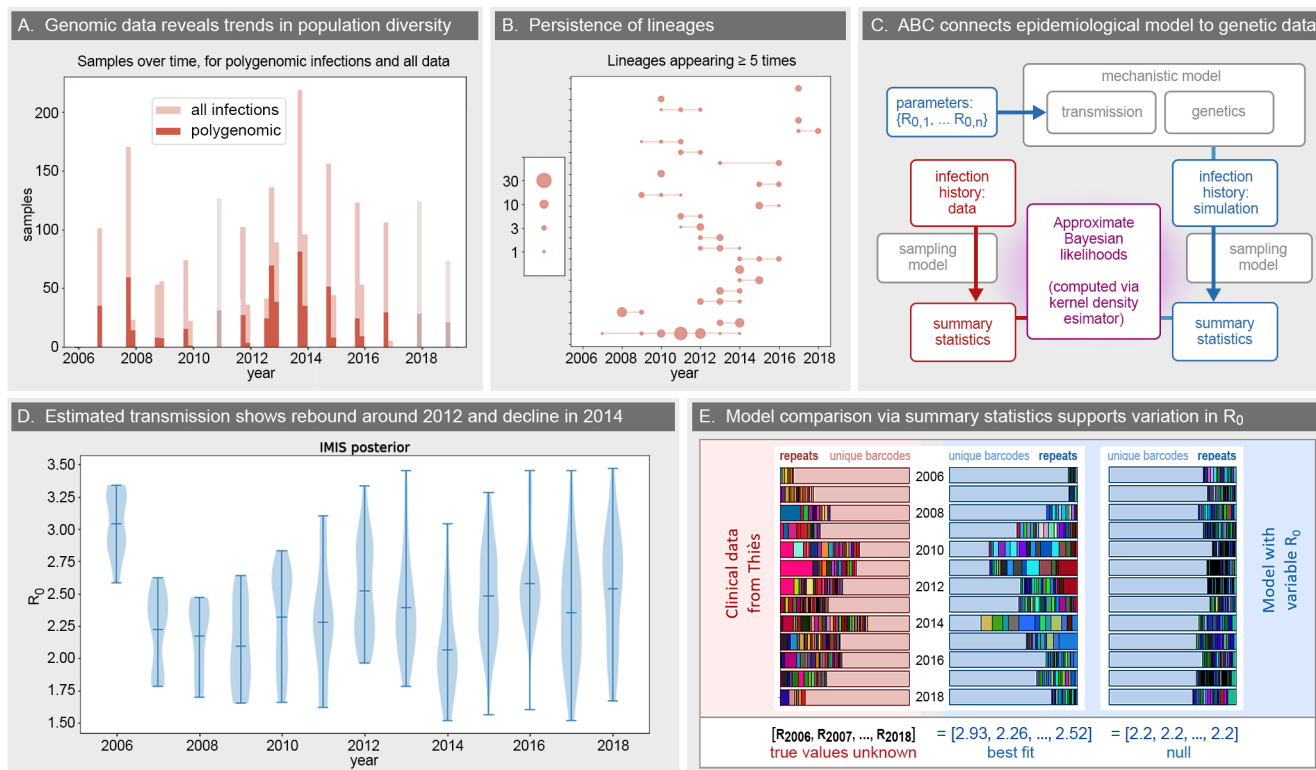 A. Genomic data reveals trends in population diversity
Samples over time, for polygenomic infections and all data
all infections
polygenomic
200
150
100
50
0
samples
2006 2008 2010 2012 2014 2016 2018
year
B. Persistence of lineages
Lineages appearing ≥ 5 times
30
10
3
1
2006 2008 2010 2012 2014 2016 2018
year
C. ABC connects epidemiological model to genetic data
mechanistic model
parameters:
{R0,1, ... R0,n}
transmission
genetics
infection
history:
data
infection
history:
simulation
Approximate
Bayesian
likelihoods
(computed via
kernel density
esimator)
sampling
model
sampling
model
summary
statistics
summary
statistics
D. Estimated transmission shows rebound around 2012 and decline in 2014
IMIS posterior
3.50
3.25
3.00
2.75
2.50
2.25
2.00
1.75
1.50
R0
2006 2008 2010 2012 2014 2016 2018
year
E. Model comparison via summary statistics supports variation in R0
repeats unique barcodes
unique barcodes repeats
unique barcodes repeats
2006
2008
2010
2012
2014
2016
2018
Clinical data
from Thiès
Model with
variable R0
[R2006, R2007, ..., R2018]
true values unknown
= [2.93, 2.26, ..., 2.52]
best fit
= [2.2, 2.2, ..., 2.2]
null